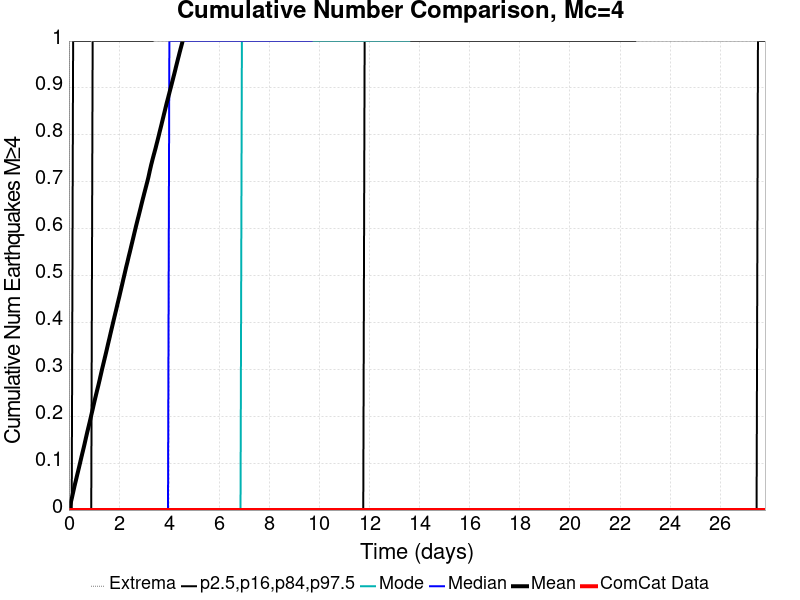 Cumulative Number Comparison, Mc=4
Cumulative Num Earthquakes M≥4
1
0.9
0.8
0.7
0.6
0.5
0.4
0.3
0.2
0.1
0
0 2 4 6 8 10 12 14 16 18 20 22 24 26
Time (days)
Extrema p2.5,p16,p84,p97.5 Mode Median Mean ComCat Data